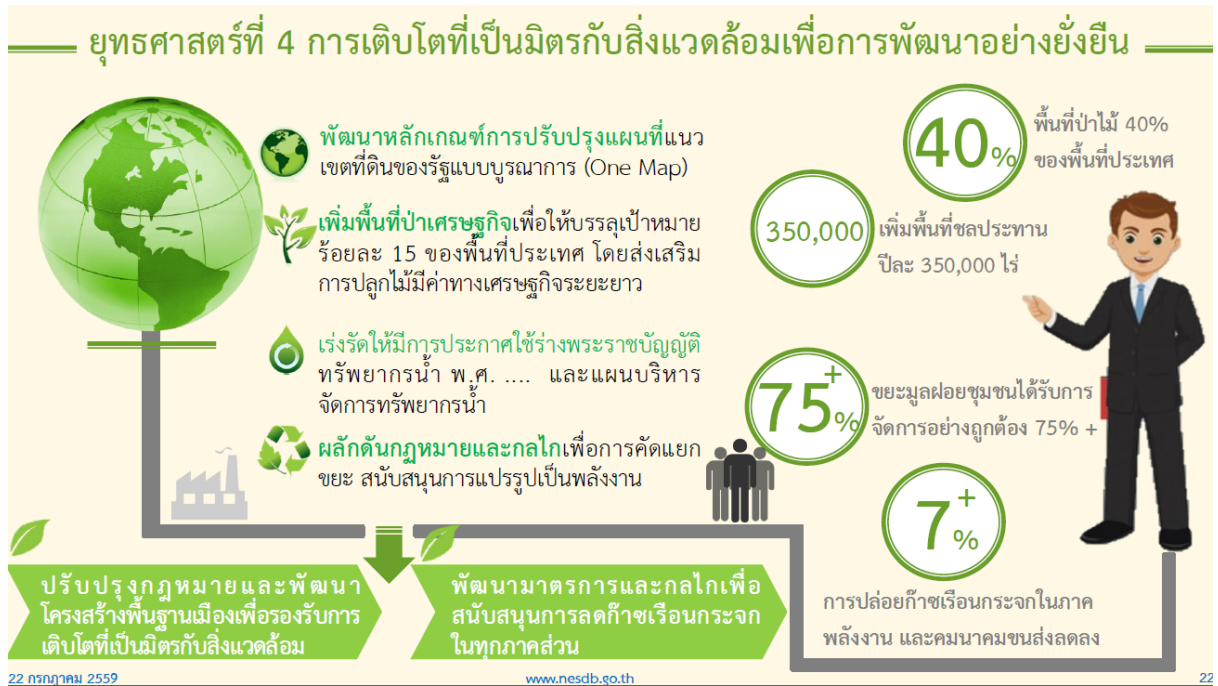 ยุทธศาสตร์ที่ 4 การเติบโตที่เป็นมิตรกับสิ่งแวดล้อมเพื่อการพัฒนาอย่างยั่งยืน
พัฒนาหลักเกณฑ์การปรับปรุงแผนที่แนว
เขตที่ดินของรัฐแบบบูรณาการ (One Map)
เพิ่มพื้นที่ป่าเศรษฐกิจเพื่อให้บรรลุเป้าหมาย
ร้อยละ 15 ของพื้นที่ประเทศ โดยส่งเสริม
การปลูกไม้มีค่าทางเศรษฐกิจระยะยาว
เร่งรัดให้มีการประกาศใช้ร่างพระราชบัญญัติ
ทรัพยากรน้ำ พ.ศ. .... และแผนบริหาร
จัดการทรัพยากรน้ำ
ผลักดันกฎหมายและกลไกเพื่อการคัดแยก
ขยะ สนับสนุนการแปรรูปเป็นพลังงาน
40%
พื้นที่ป่าไม้ 40%
ของพื้นที่ประเทศ
350,000
เพิ่มพื้นที่ชลประทาน
ปีละ 350,000 ไร่
75+%
ขยะมูลฝอยชุมชนได้รับการ
จัดการอย่างถูกต้อง 75% +
7+%
การปล่อยก๊าซเรือนกระจกในภาค
พลังงาน และคมนาคมขนส่งลดลง
ปรับปรุงกฎหมายและพัฒนา
โครงสร้างพื้นฐานเมืองเพื่อรองรับการ
เติบโตที่เป็นมิตรกับสิ่งแวดล้อม
พัฒนามาตรการและกลไกเพื่อ
สนับสนุนการลดก๊าซเรือนกระจก
ในทุกภาคส่วน
22 กรกฎาคม 2559
www.nesdb.go.th
22